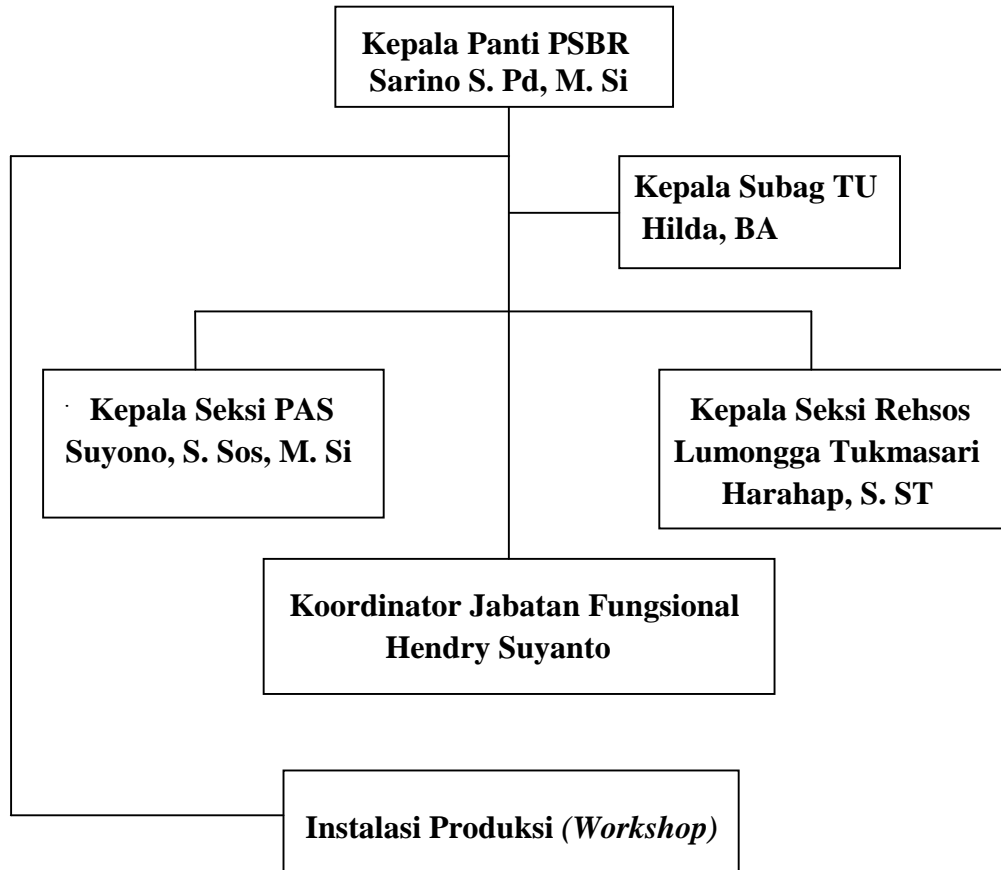 Kepala Panti PSBR
Sarino S. Pd, M. Si
Kepala Subag TU
Hilda, BA
Kepala Seksi PAS
Suyono, S. Sos, M. Si
Kepala Seksi Rehsos
Lumongga Tukmasari
Harahap, S. ST
Koordinator Jabatan Fungsional
Hendry Suyanto
Instalasi Produksi (Workshop)